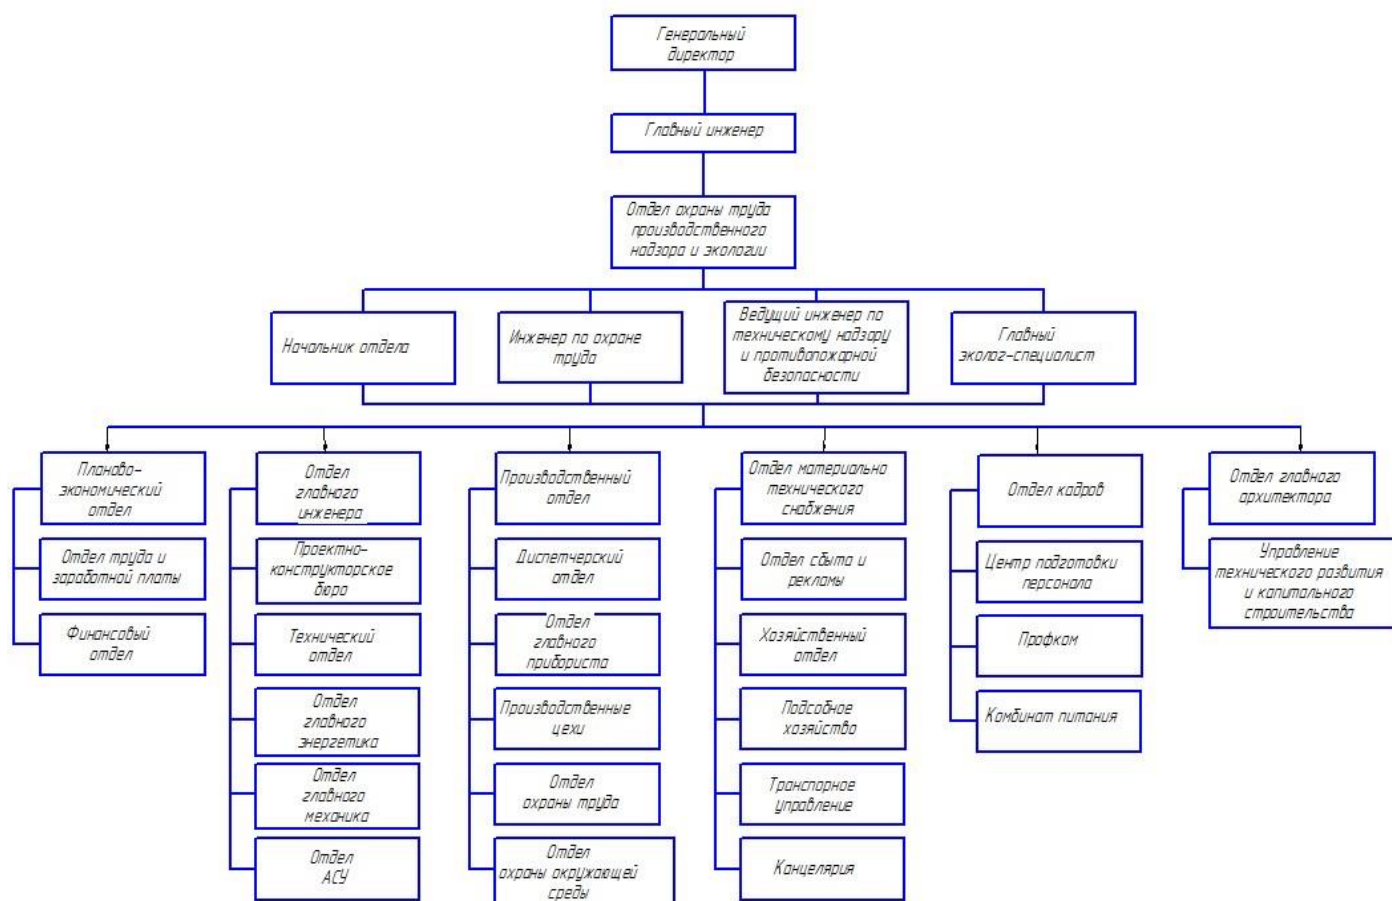 Генеральный
директор
Главный инженер
Отдел охраны труда
производственного
надзора и экологии
Начальник отдела
Инженер по охране
труда
Ведущий инженер по
техническому надзору
и противопожарной
безопасности
Главный
эколог-специалист
Планово-
экономический
отдел
Отдел труда и
заработной платы
Финансовый
отдел
Отдел
главного
инженера
Проектно-
конструкторское
бюро
Технический
отдел
Отдел
главного
энергетика
Отдел
главного
механика
Отдел
АСУ
Производственный
отдел
Диспетчерский
отдел
Отдел
главного
прибориста
Производственные
цехи
Отдел
охраны труда
Отдел
охраны окружающей
среды
Отдел материально
технического
снабжения
Отдел сбыта и
рекламы
Хозяйственный
отдел
Подсобное
хозяйство
Транспорное
управление
Канцелярия
Отдел кадров
Центр подготовки
персонала
Профком
Комбинат питания
Отдел главного
архитектора
Управление
технического развития
и капитольного
строительства